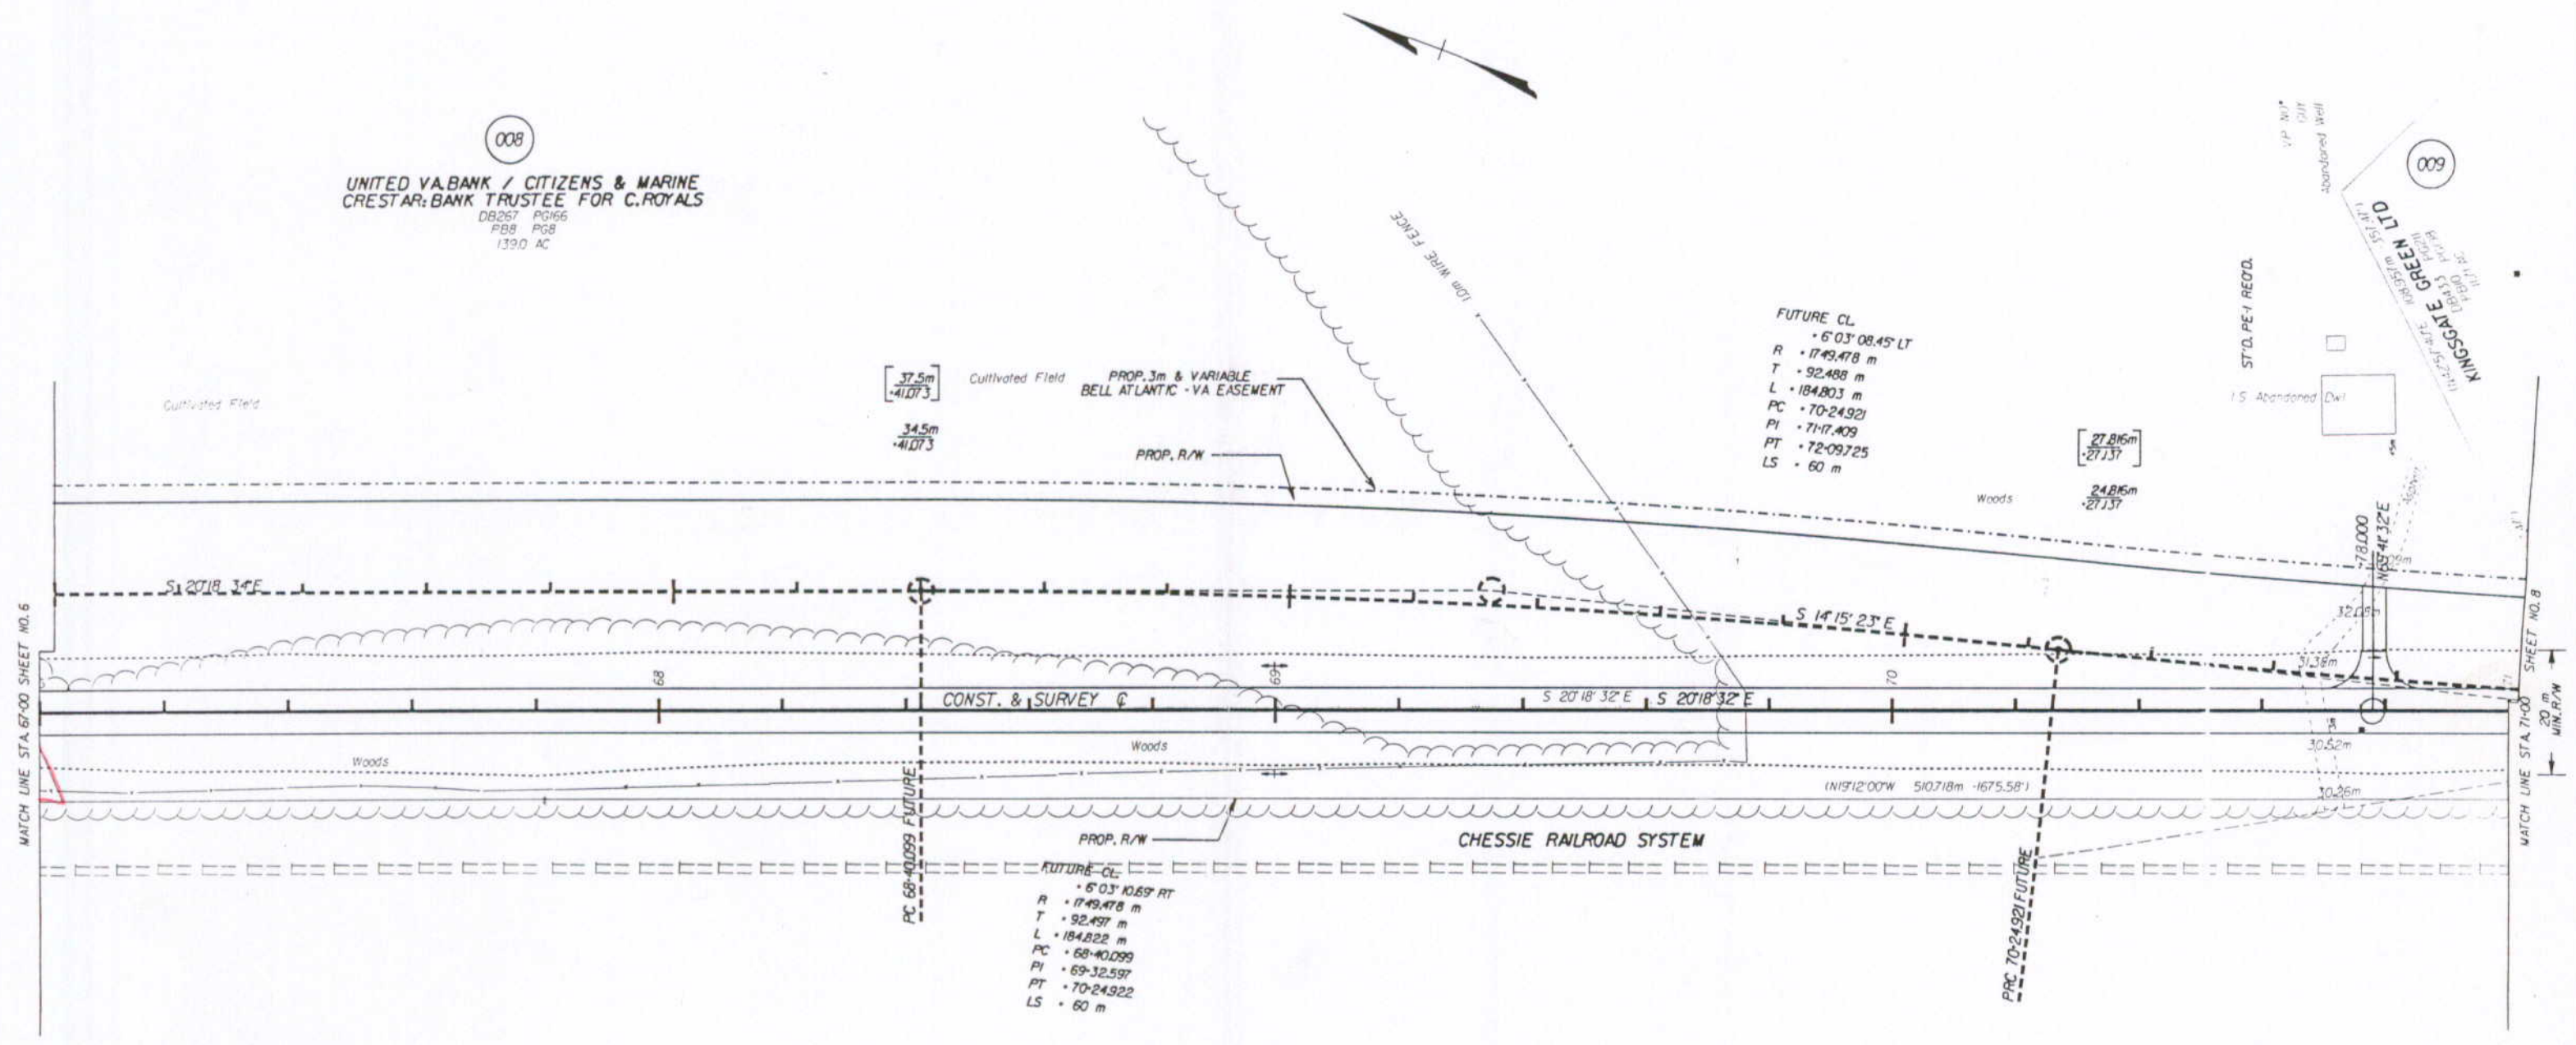 008
UNITED VA.BANK / CITIZENS & MARINE
CRESTAR: BANK TRUSTEE FOR C.ROYALS
DB267 PG166
PB8 PG8
139.0 AC
Cultivated Field
37.5m
+41.073
34.5m
+41.073
Cultivated Field
PROP. 3m & VARIABLE
BELL ATLANTIC - VA EASEMENT
PROP. R/W
1.0m WIRE FENCE
FUTURE CL
• 6°03'08.45" LT
R • 1749.478 m
T • 92.488 m
L • 184.803 m
PC • 70+24.921
PI • 71+17.409
PT • 72+09.725
LS • 60 m
27.816m
+27.137
24.816m
+27.137
Woods
Abandoned Well
GUY
009
KINGSGATE GREEN LTD
ST'D. PE-1 REQ'D.
1 S Abandoned Dwl
+78.000
N69°41'32"E
S 20°18' 34" E
S 14°15' 23" E
MATCH LINE STA. 67+00 SHEET NO. 6
68
69
70
CONST. & SURVEY ℄
S 20°18' 32" E
S 20°18' 32" E
31.38m
30.52m
30.26m
3m
MATCH LINE STA. 71+00 SHEET NO. 8
20 m
MIN.R/W
Woods
Woods
(N19°12'00"W 510.718m -1675.58')
PROP. R/W
CHESSIE RAILROAD SYSTEM
PC 68+40.099 FUTURE
PRC 70+24.921 FUTURE
FUTURE CL
• 6°03' 10.69" RT
R • 1749.478 m
T • 92.497 m
L • 184.822 m
PC • 68+40.099
PI • 69+32.597
PT • 70+24.922
LS • 60 m